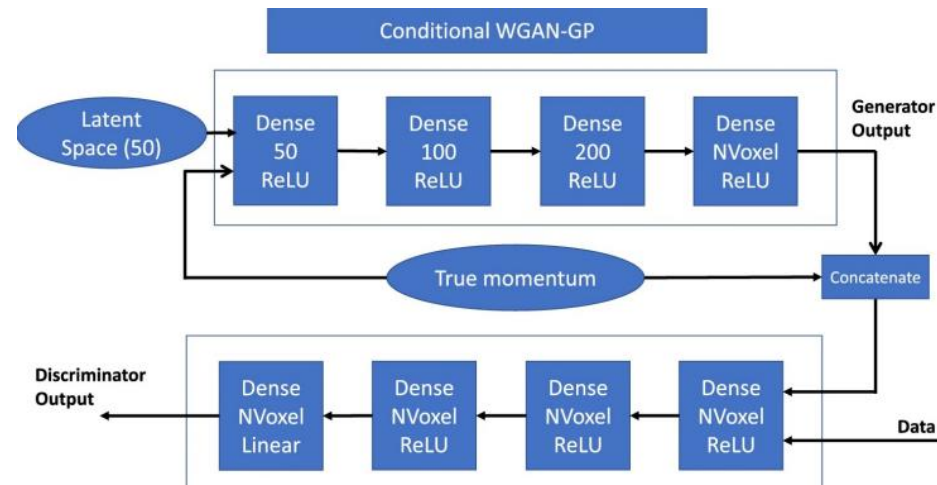 Conditional WGAN-GP
Latent
Space (50)
Dense
50
ReLU
Dense
100
ReLU
Dense
200
ReLU
Dense
NVoxel
ReLU
Generator
Output
True momentum
Concatenate
Discriminator
Output
Dense
NVoxel
Linear
Dense
NVoxel
ReLU
Dense
NVoxel
ReLU
Dense
NVoxel
ReLU
Data